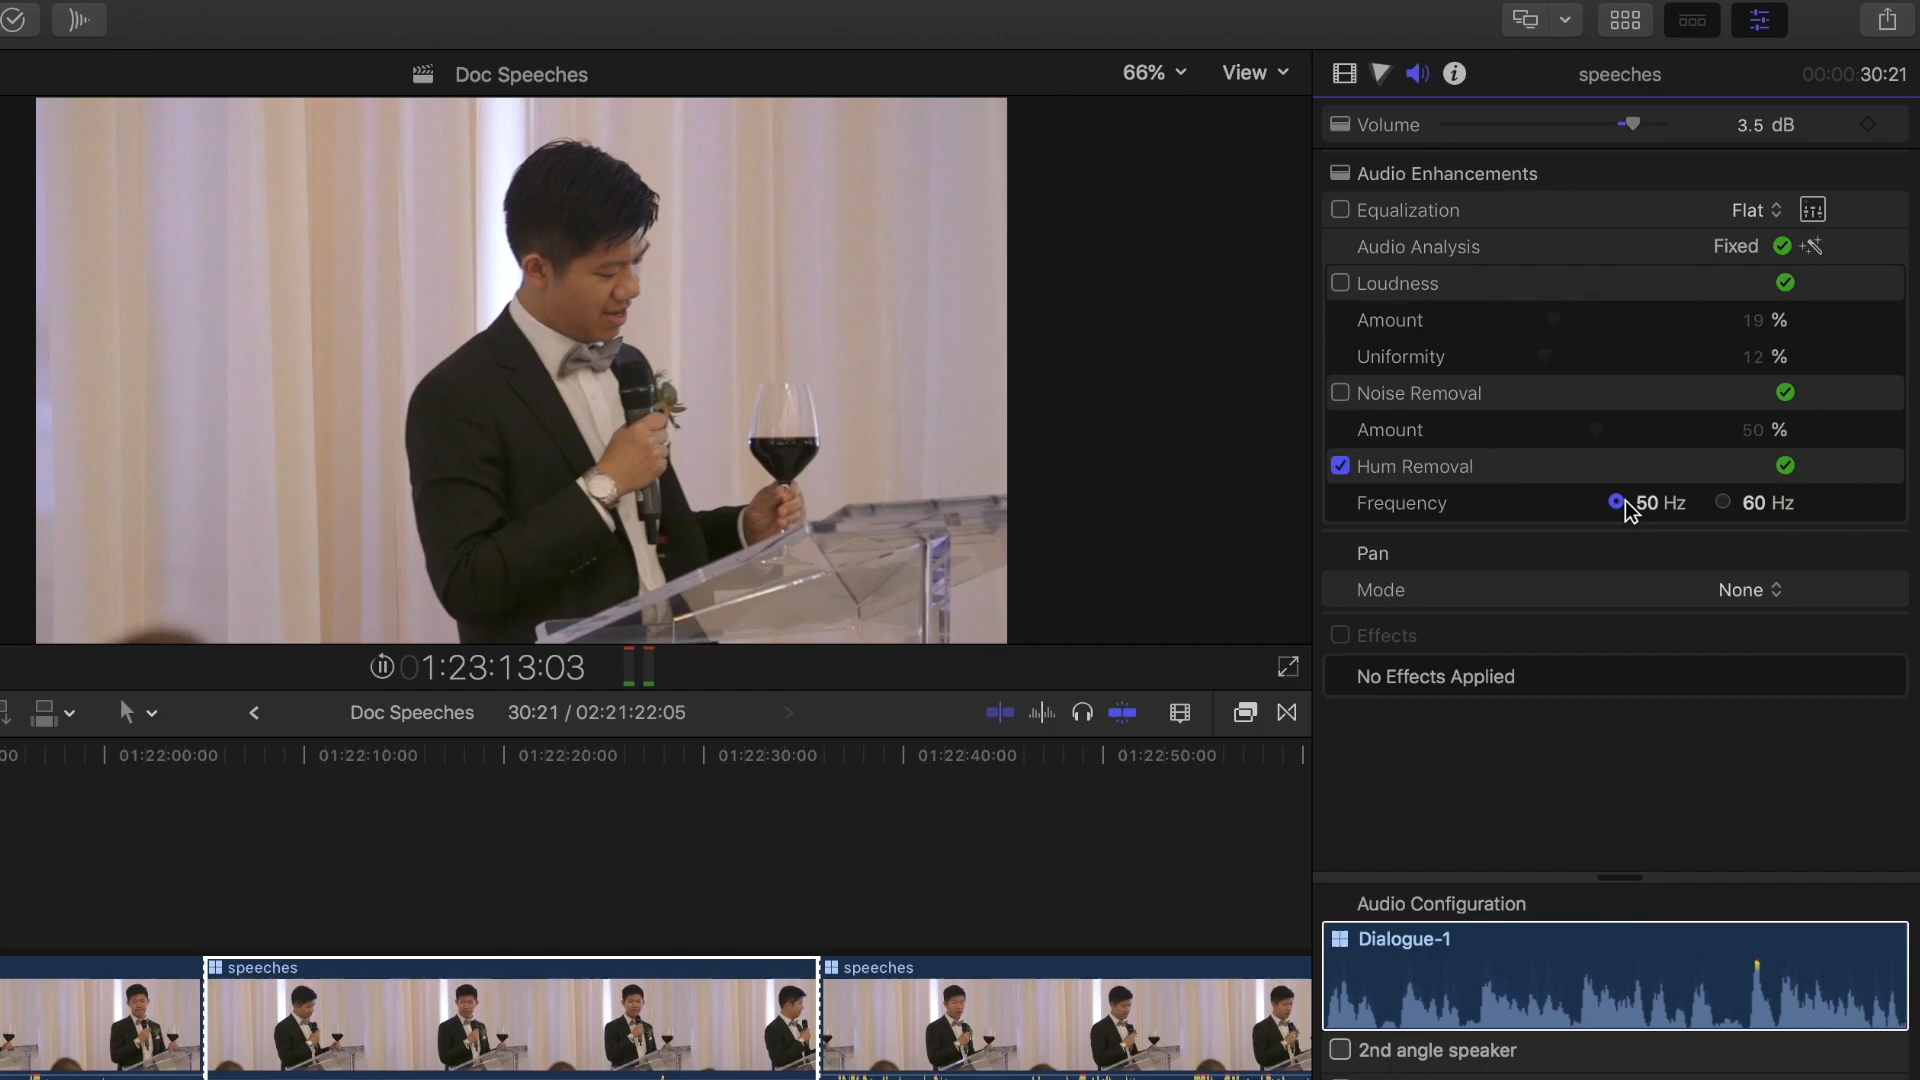 Doc Speeches
66%
View
speeches
00:00:30:21
Volume
3.5 dB
Audio Enhancements
Equalization
Flat
Audio Analysis
Fixed
Loudness
Amount
19 %
Uniformity
12 %
Noise Removal
Amount
50 %
Hum Removal
Frequency
50 Hz
60 Hz
Pan
Mode
None
Effects
No Effects Applied
01:23:13:03
Doc Speeches
30:21 / 02:21:22:05
00
01:22:00:00
01:22:10:00
01:22:20:00
01:22:30:00
01:22:40:00
01:22:50:00
Audio Configuration
Dialogue-1
2nd angle speaker
speeches
speeches